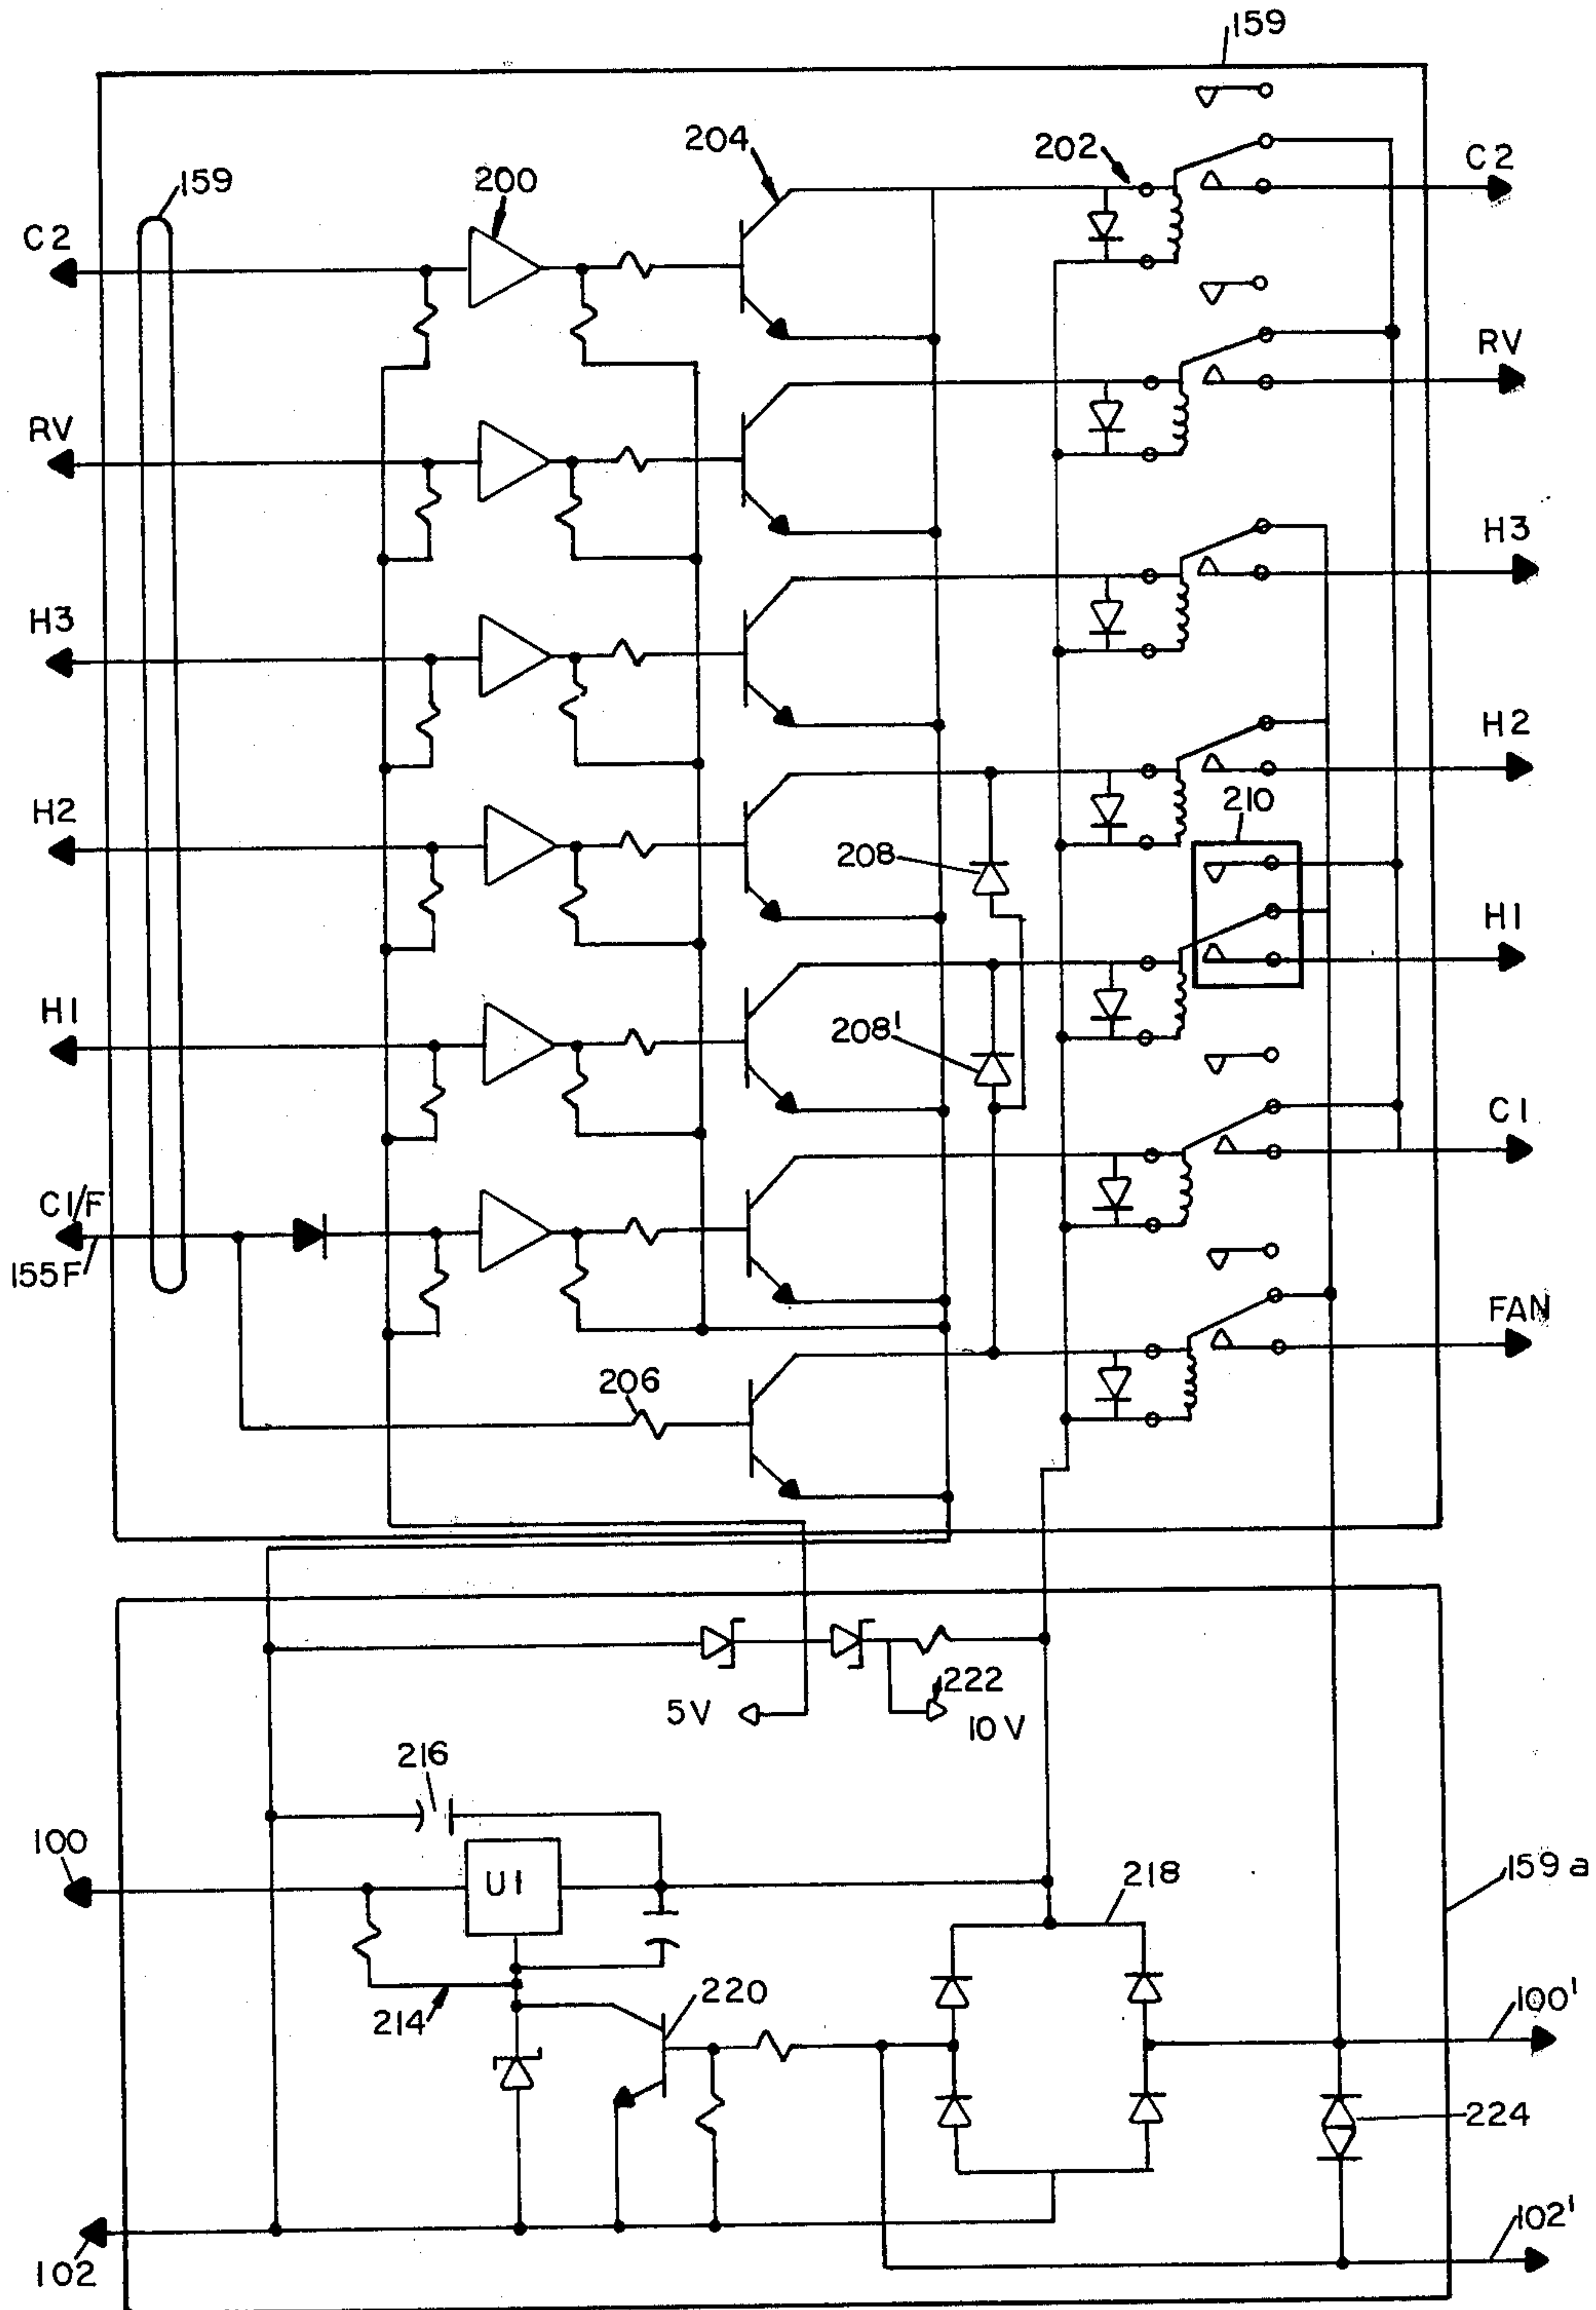 159
159
204
202
C2
200
C2
RV
RV
H3
H3
H2
H2
210
208
H1
H1
208'
C1
C1/F
155F
FAN
206
222
5V
10V
216
100
U1
218
159a
220
214
100'
224
102'
102